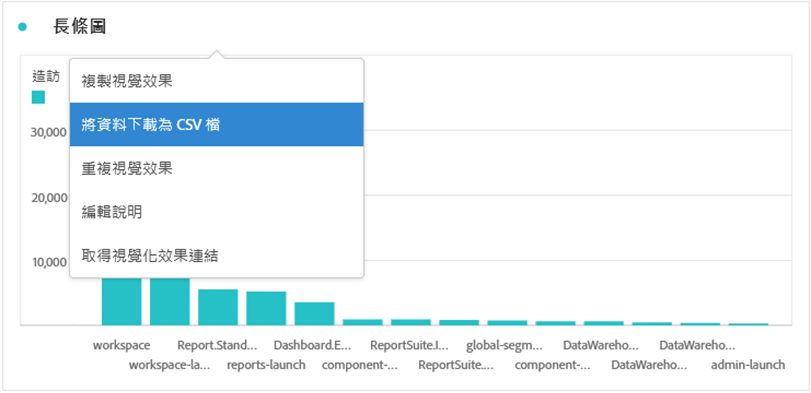 長條圖
造訪
複製視覺效果
將資料下載為 CSV 檔
重複視覺效果
編輯說明
取得視覺化效果連結
30,000
20,000
10,000
workspace
Report.Stand...
Dashboard.E...
ReportSuite.I...
global-segm...
DataWareho...
DataWareho...
workspace-la...
reports-launch
component-...
ReportSuite....
component-...
DataWareho...
admin-launch